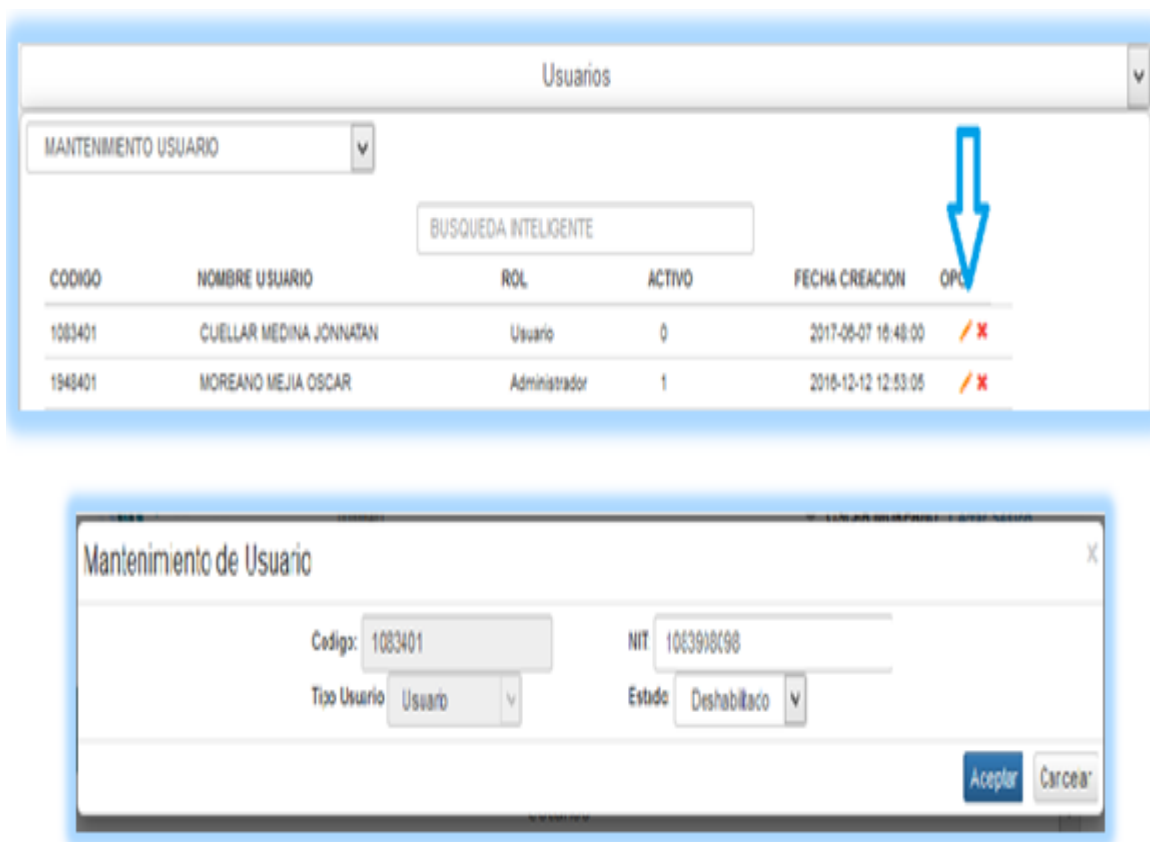 Usuarios
MANTENIMIENTO USUARIO
BUSQUEDA INTELIGENTE
CODIGO NOMBRE USUARIO ROL ACTIVO FECHA CREACION OPC
1083401 CUELLAR MEDINA JONNATAN Usuario 0 2017-06-07 16:48:00
1948401 MOREANO MEJIA OSCAR Administrador 1 2016-12-12 12:53:05
Mantenimiento de Usuario X
Codigo: 1083401 NIT 1083908098
Tipo Usuario Usuario Estado Deshabilitado
Aceptar Cancelar